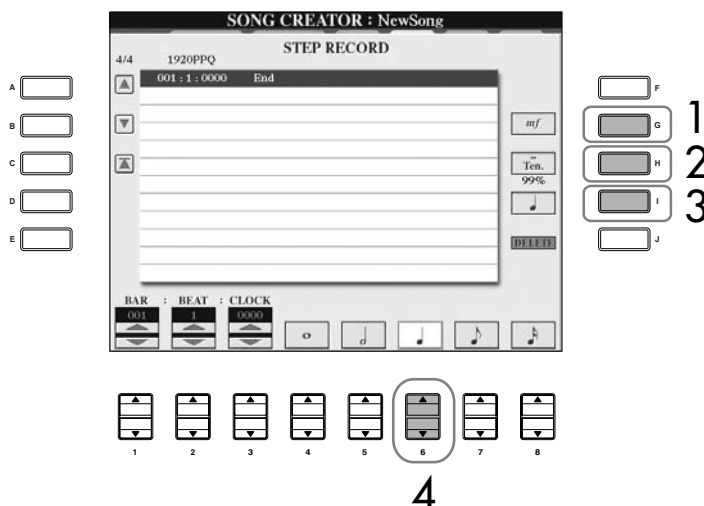 SONG CREATOR : NewSong
STEP RECORD
4/4 1920PPQ
001 : 1 : 0000 End
A
B
C
D
E
F
G
H
I
J
1
2
3
mf
Ten.
99%
DELETE
BAR : BEAT : CLOCK
001 1 0000
1 2 3 4 5 6 7 8
4